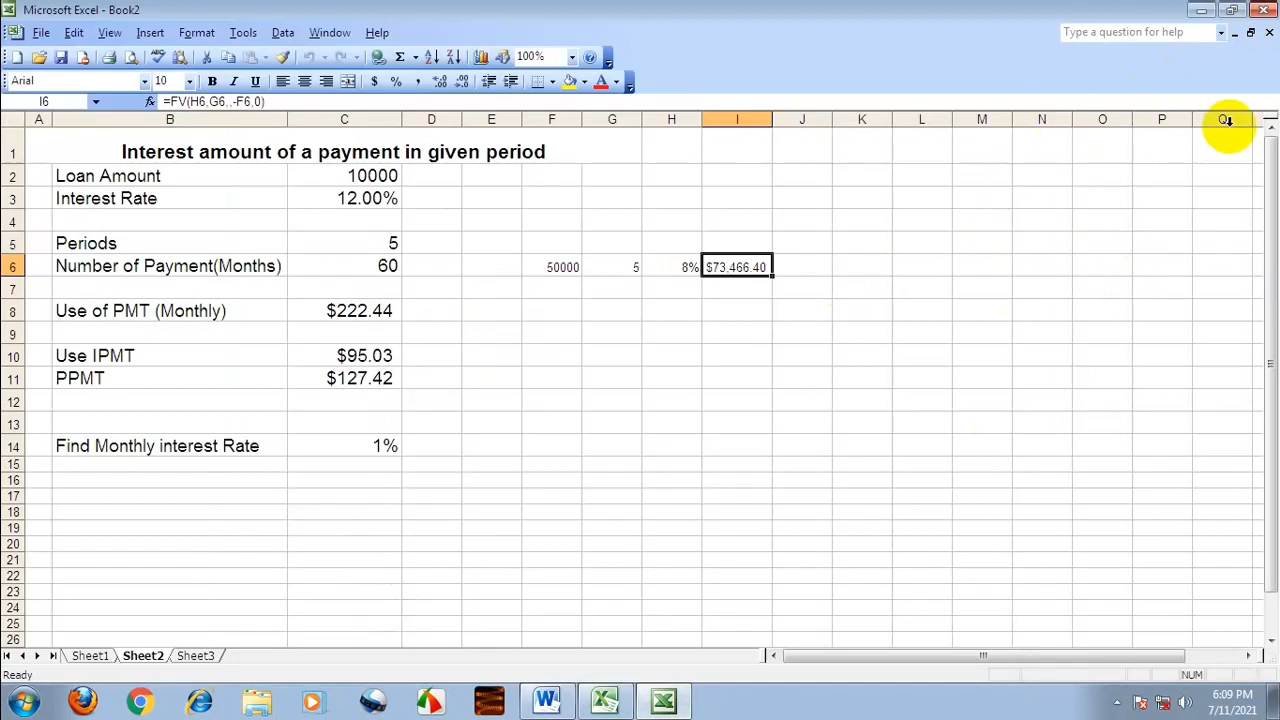 Microsoft Excel - Book2
File Edit View Insert Format Tools Data Window Help
Type a question for help
100%
Arial 10 B I U $ % ,
I6 fx =FV(H6,G6,,-F6,0)
A B C D E F G H I J K L M N O P Q
1 Interest amount of a payment in given period
2 Loan Amount 10000
3 Interest Rate 12.00%
4
5 Periods 5
6 Number of Payment(Months) 60 50000 5 8% $73,466.40
7
8 Use of PMT (Monthly) $222.44
9
10 Use IPMT $95.03
11 PPMT $127.42
12
13
14 Find Monthly interest Rate 1%
15
16
17
18
19
20
21
22
23
24
25
26
Sheet1 Sheet2 Sheet3
Ready NUM
6:09 PM
7/11/2021